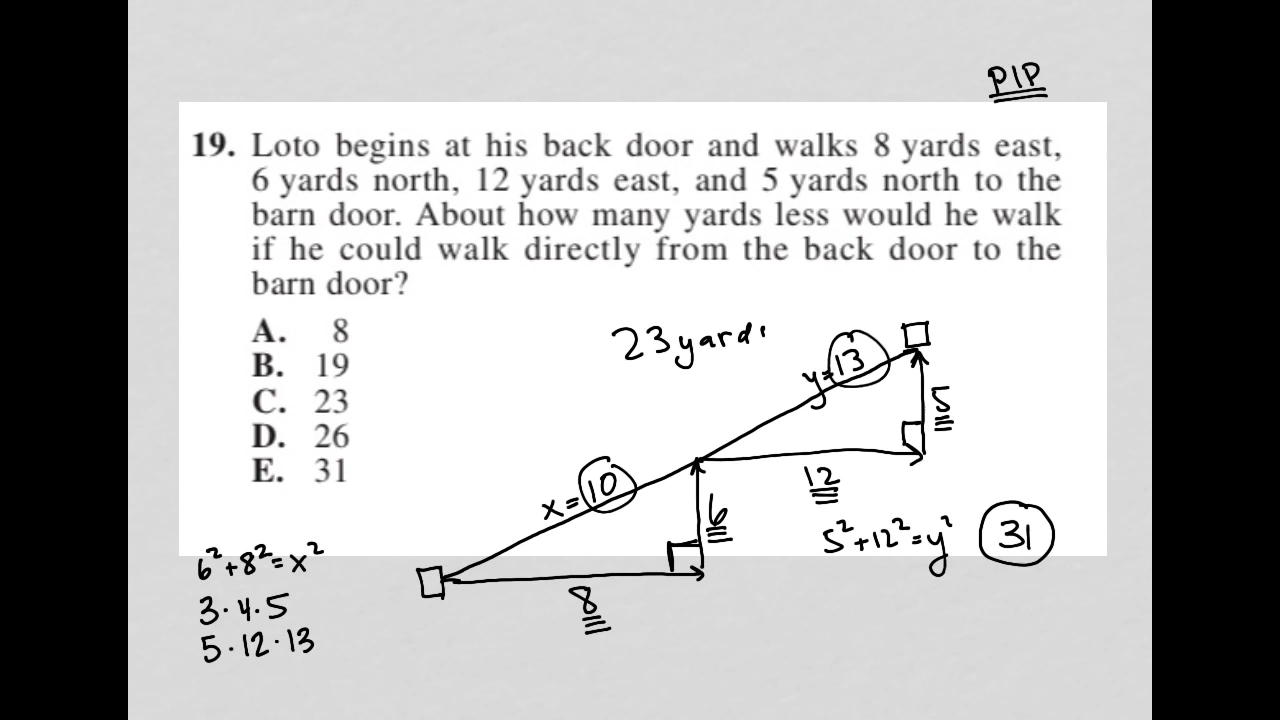 PIP
19. Loto begins at his back door and walks 8 yards east,
6 yards north, 12 yards east, and 5 yards north to the
barn door. About how many yards less would he walk
if he could walk directly from the back door to the
barn door?
A. 8
B. 19
C. 23
D. 26
E. 31
23 yards
y=13
5
12
x=10
6
8
5²+12²=y²
31
6²+8²=x²
3·4·5
5·12·13